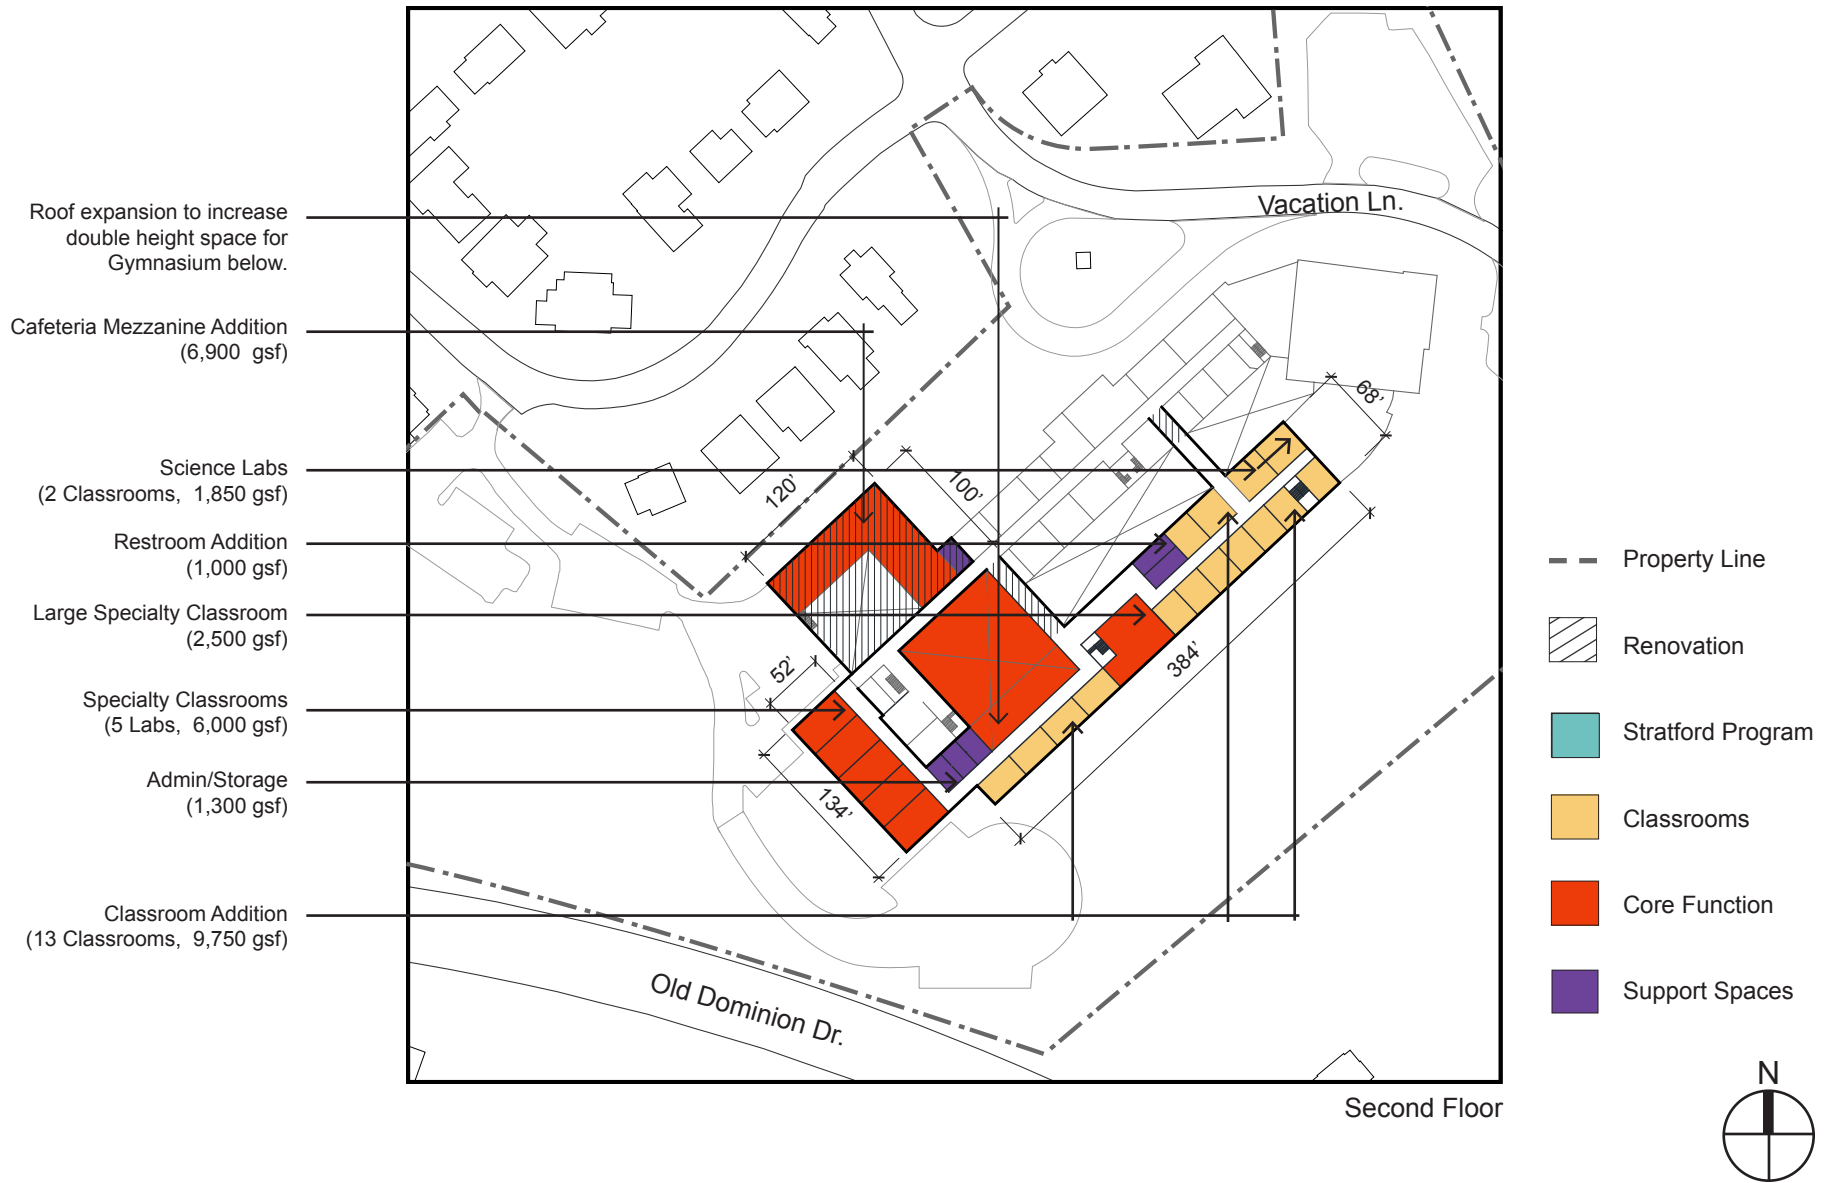 Roof expansion to increase
double height space for
Gymnasium below.
Cafeteria Mezzanine Addition
(6,900 gsf)
Science Labs
(2 Classrooms, 1,850 gsf)
Restroom Addition
(1,000 gsf)
Large Specialty Classroom
(2,500 gsf)
Specialty Classrooms
(5 Labs, 6,000 gsf)
Admin/Storage
(1,300 gsf)
Classroom Addition
(13 Classrooms, 9,750 gsf)
Vacation Ln.
68'
120'
100'
52'
384'
134'
Old Dominion Dr.
Second Floor
Property Line
Renovation
Stratford Program
Classrooms
Core Function
Support Spaces
N